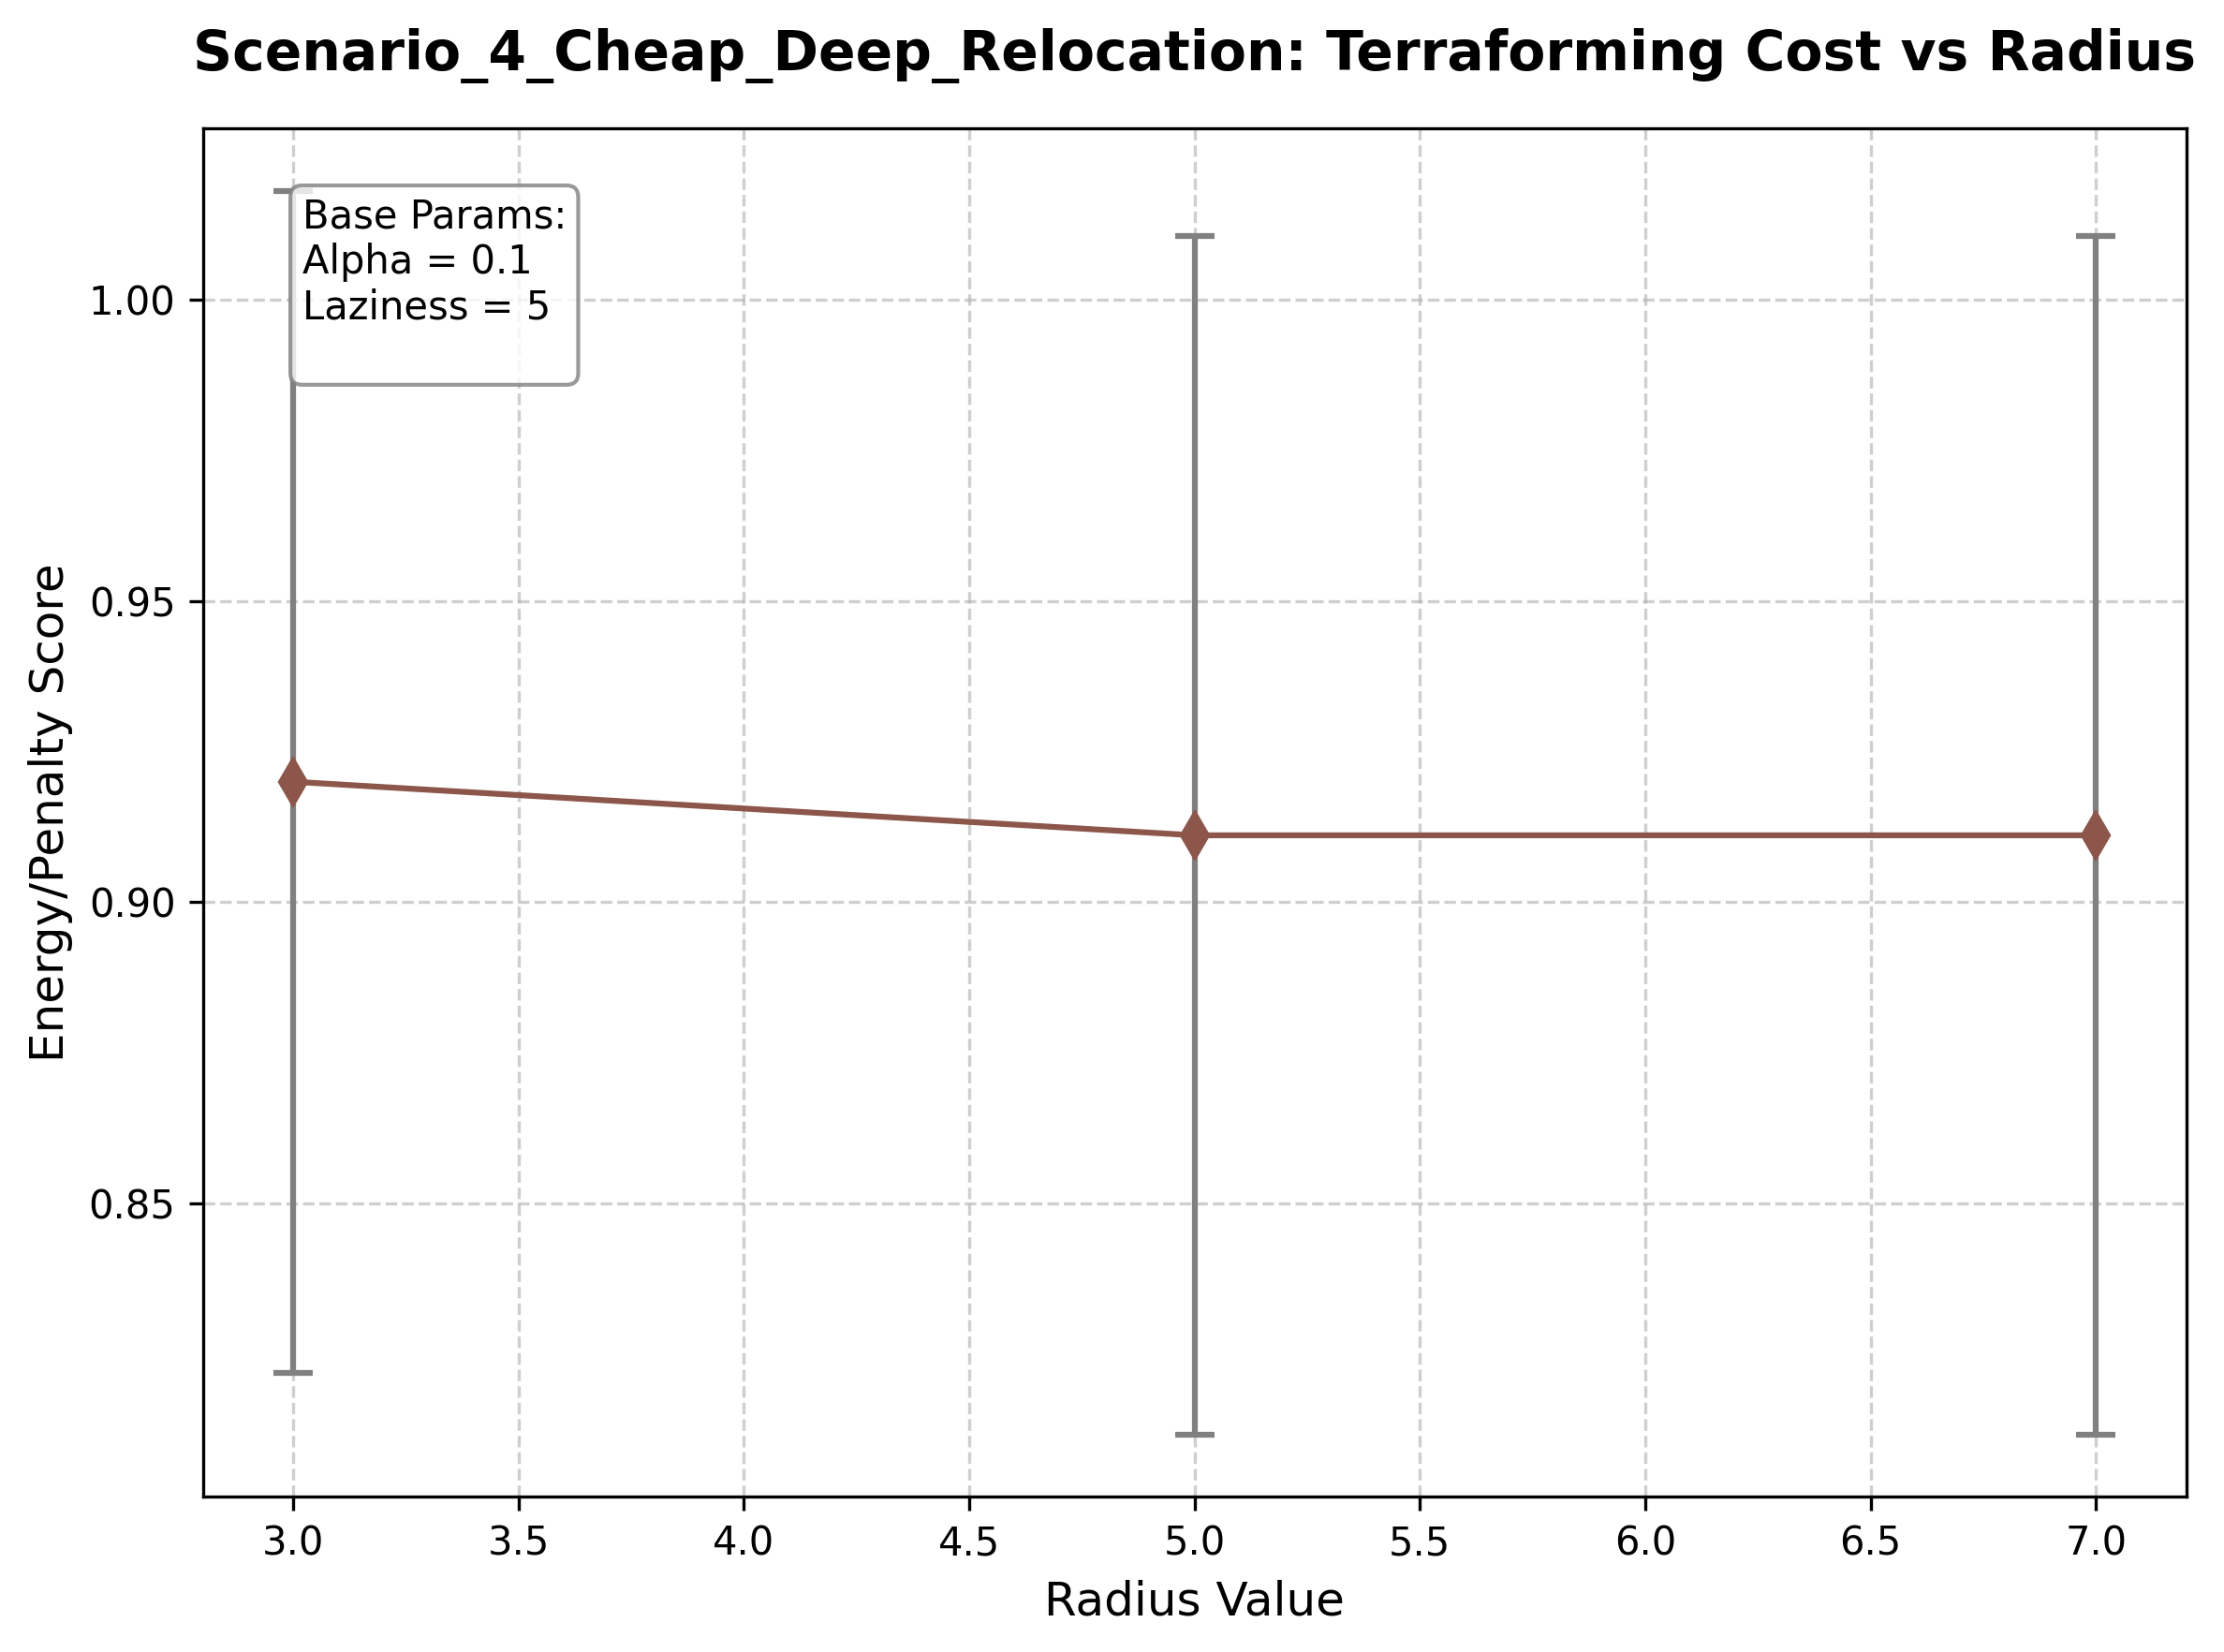 Scenario_4_Cheap_Deep_Relocation: Terraforming Cost vs Radius
Base Params:
Alpha = 0.1
Laziness = 5
1.00
0.95
0.90
0.85
Energy/Penalty Score
3.0 3.5 4.0 4.5 5.0 5.5 6.0 6.5 7.0
Radius Value